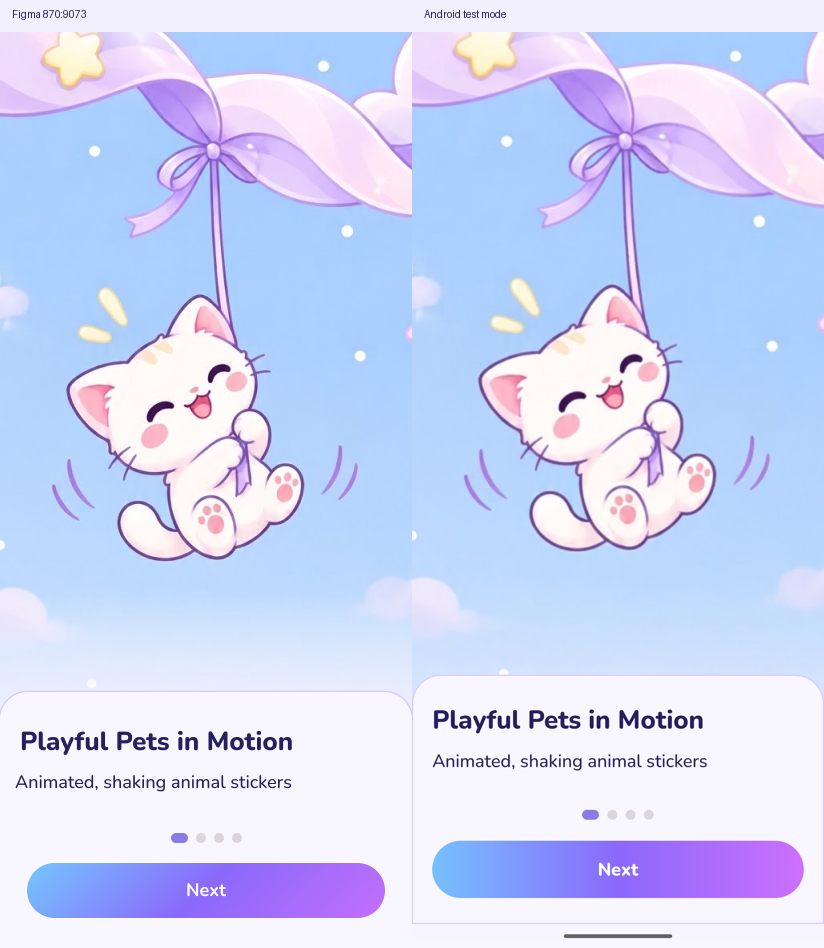 Figma 870:9073
Android test mode
Playful Pets in Motion
Animated, shaking animal stickers
Next
Playful Pets in Motion
Animated, shaking animal stickers
Next